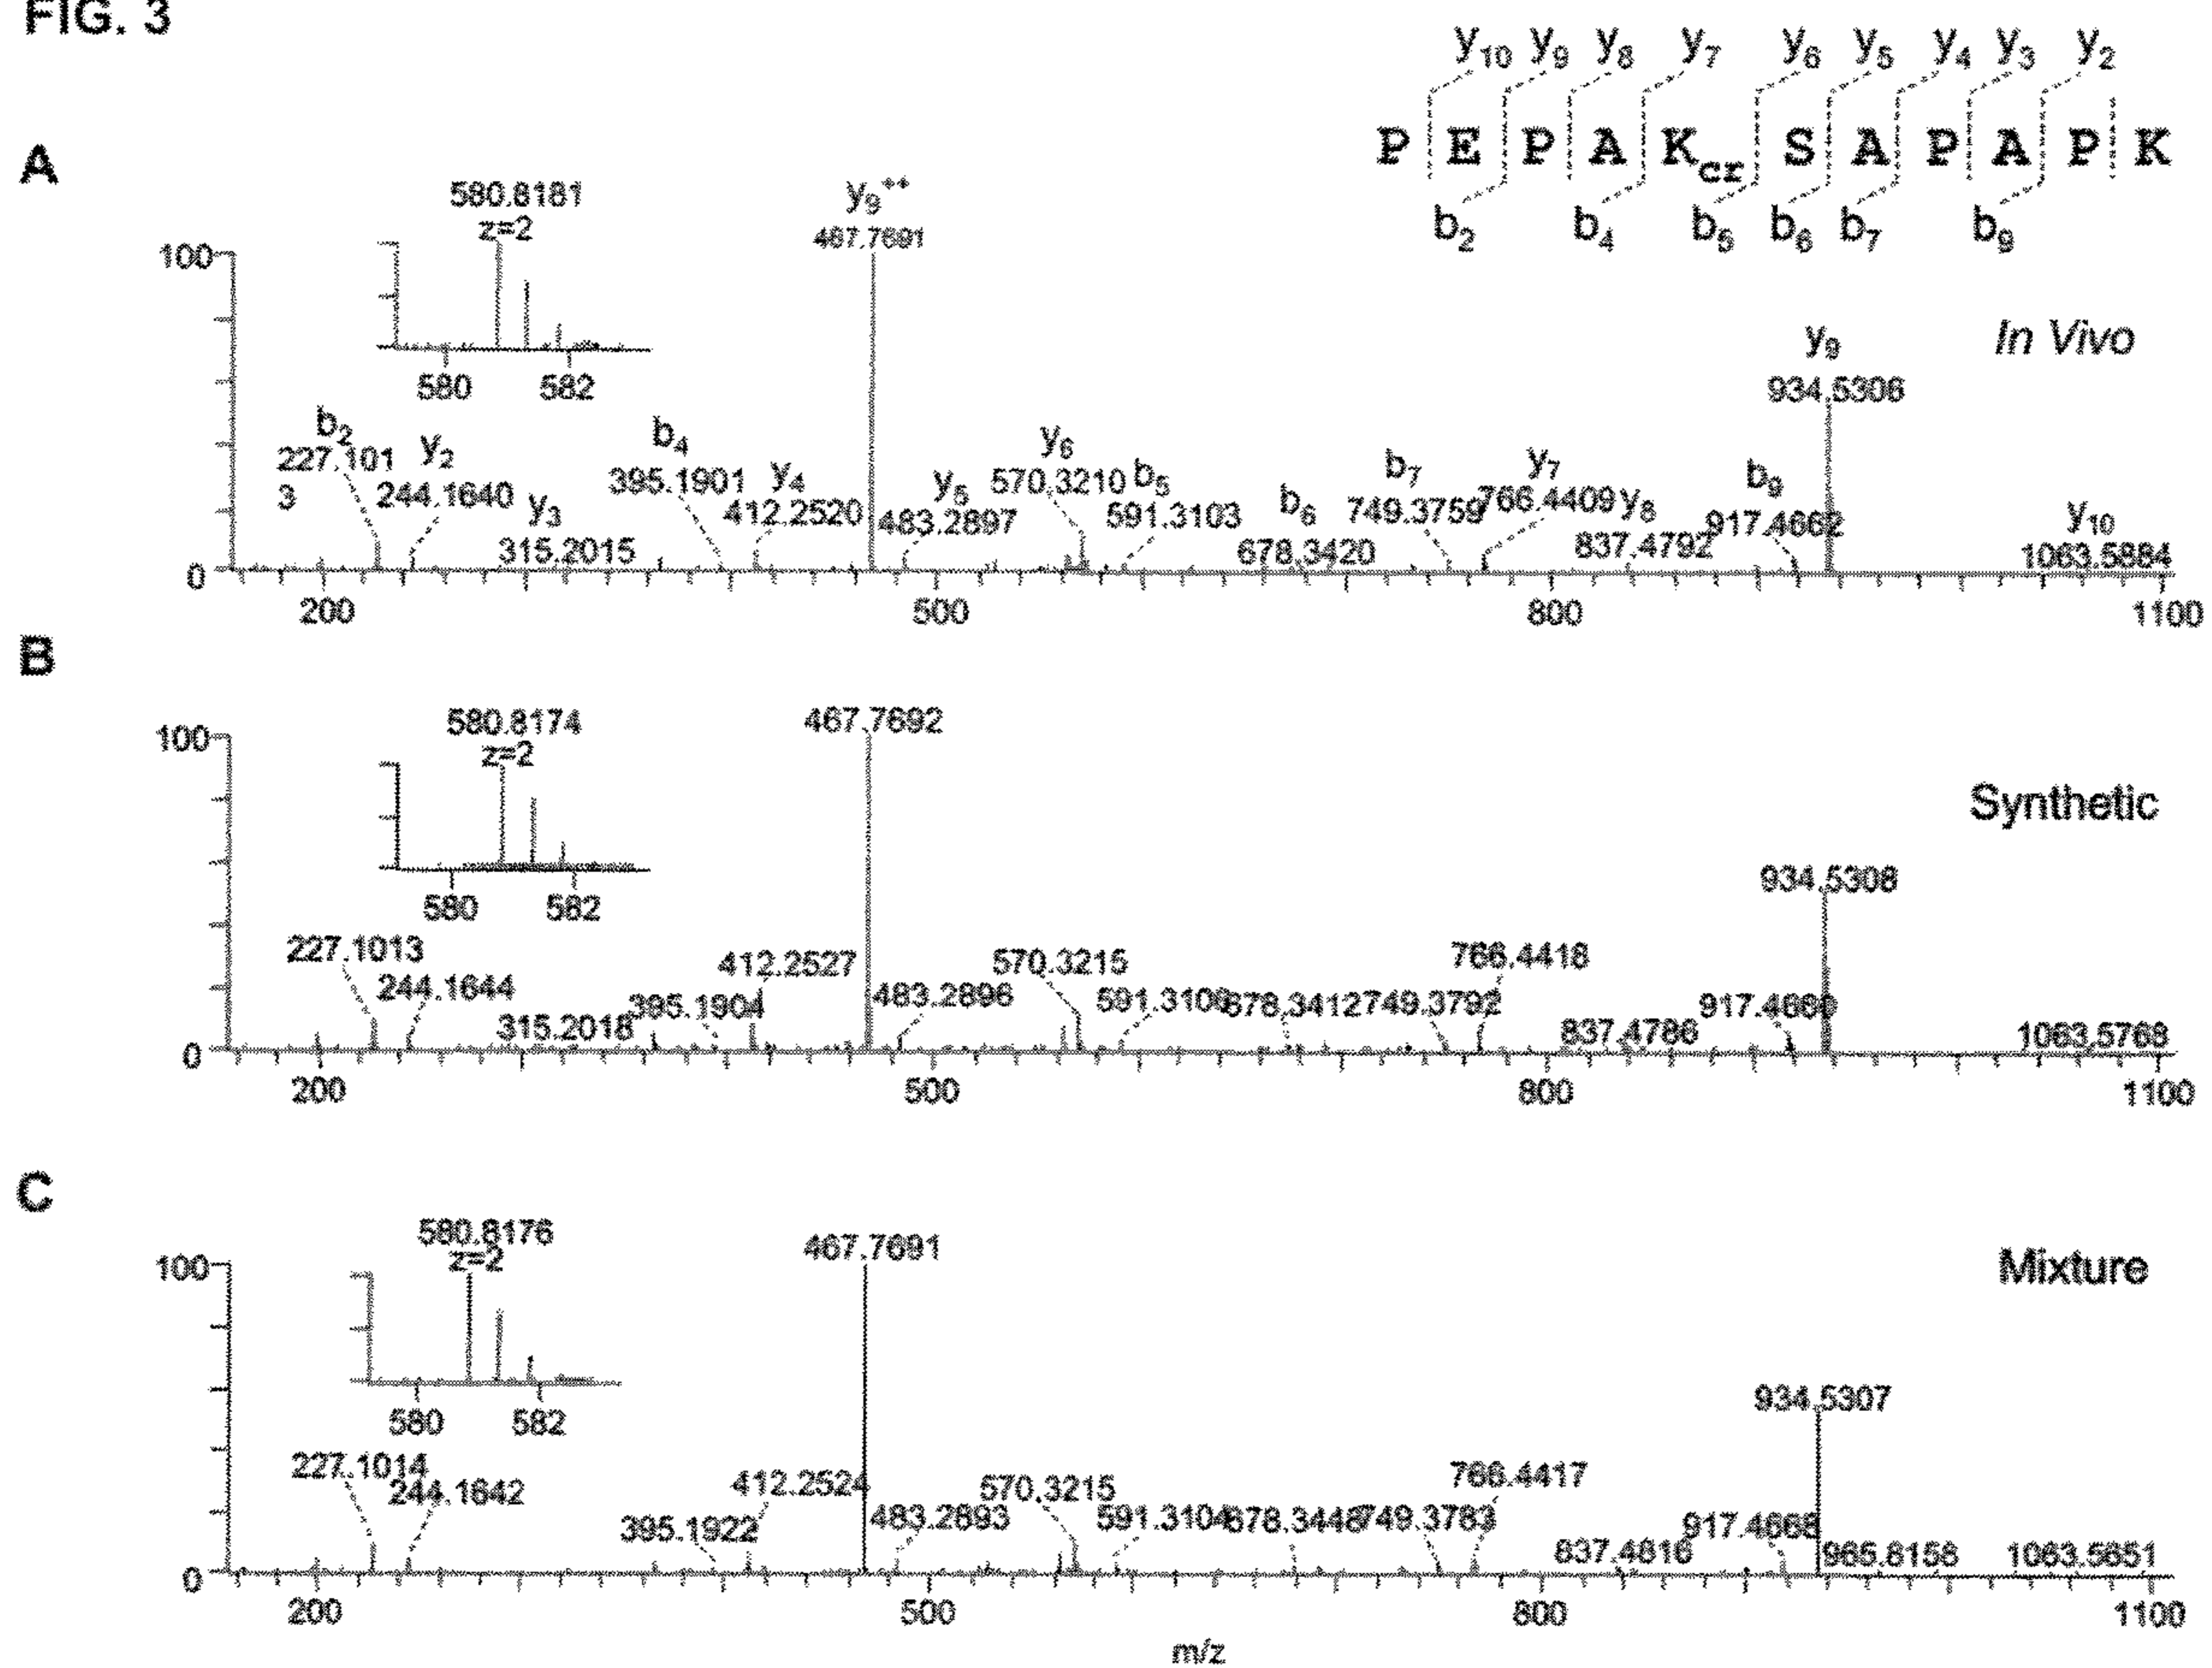 FIG. 3
y10 y9 y8 y7 y6 y5 y4 y3 y2
P E P A Kcr S A P A P K
b2 b4 b5 b6 b7 b9
A
In Vivo
580.8181
z=2
580 582
y9++
467.7691
y9
934.5306
b2
227.101
3
y2
244.1640
y3
315.2015
b4
395.1901
y4
412.2520
y5
483.2897
y6
570.3210
b5
591.3103
b6
678.3420
b7
749.3759
y7
766.4409
y8
837.4792
b9
917.4662
y10
1063.5884
100
0
200 500 800 1100
B
Synthetic
580.8174
z=2
580 582
467.7692
934.5308
227.1013
244.1644
315.2018
395.1904
412.2527
483.2896
570.3215
591.3106
678.3412
749.3792
766.4418
837.4786
917.4660
1063.5768
100
0
200 500 800 1100
C
Mixture
580.8176
z=2
580 582
467.7691
934.5307
227.1014
244.1642
395.1922
412.2524
483.2893
570.3215
591.3104
678.3448
749.3783
766.4417
837.4816
917.4668
985.8158
1063.5651
100
0
200 500 800 1100
m/z